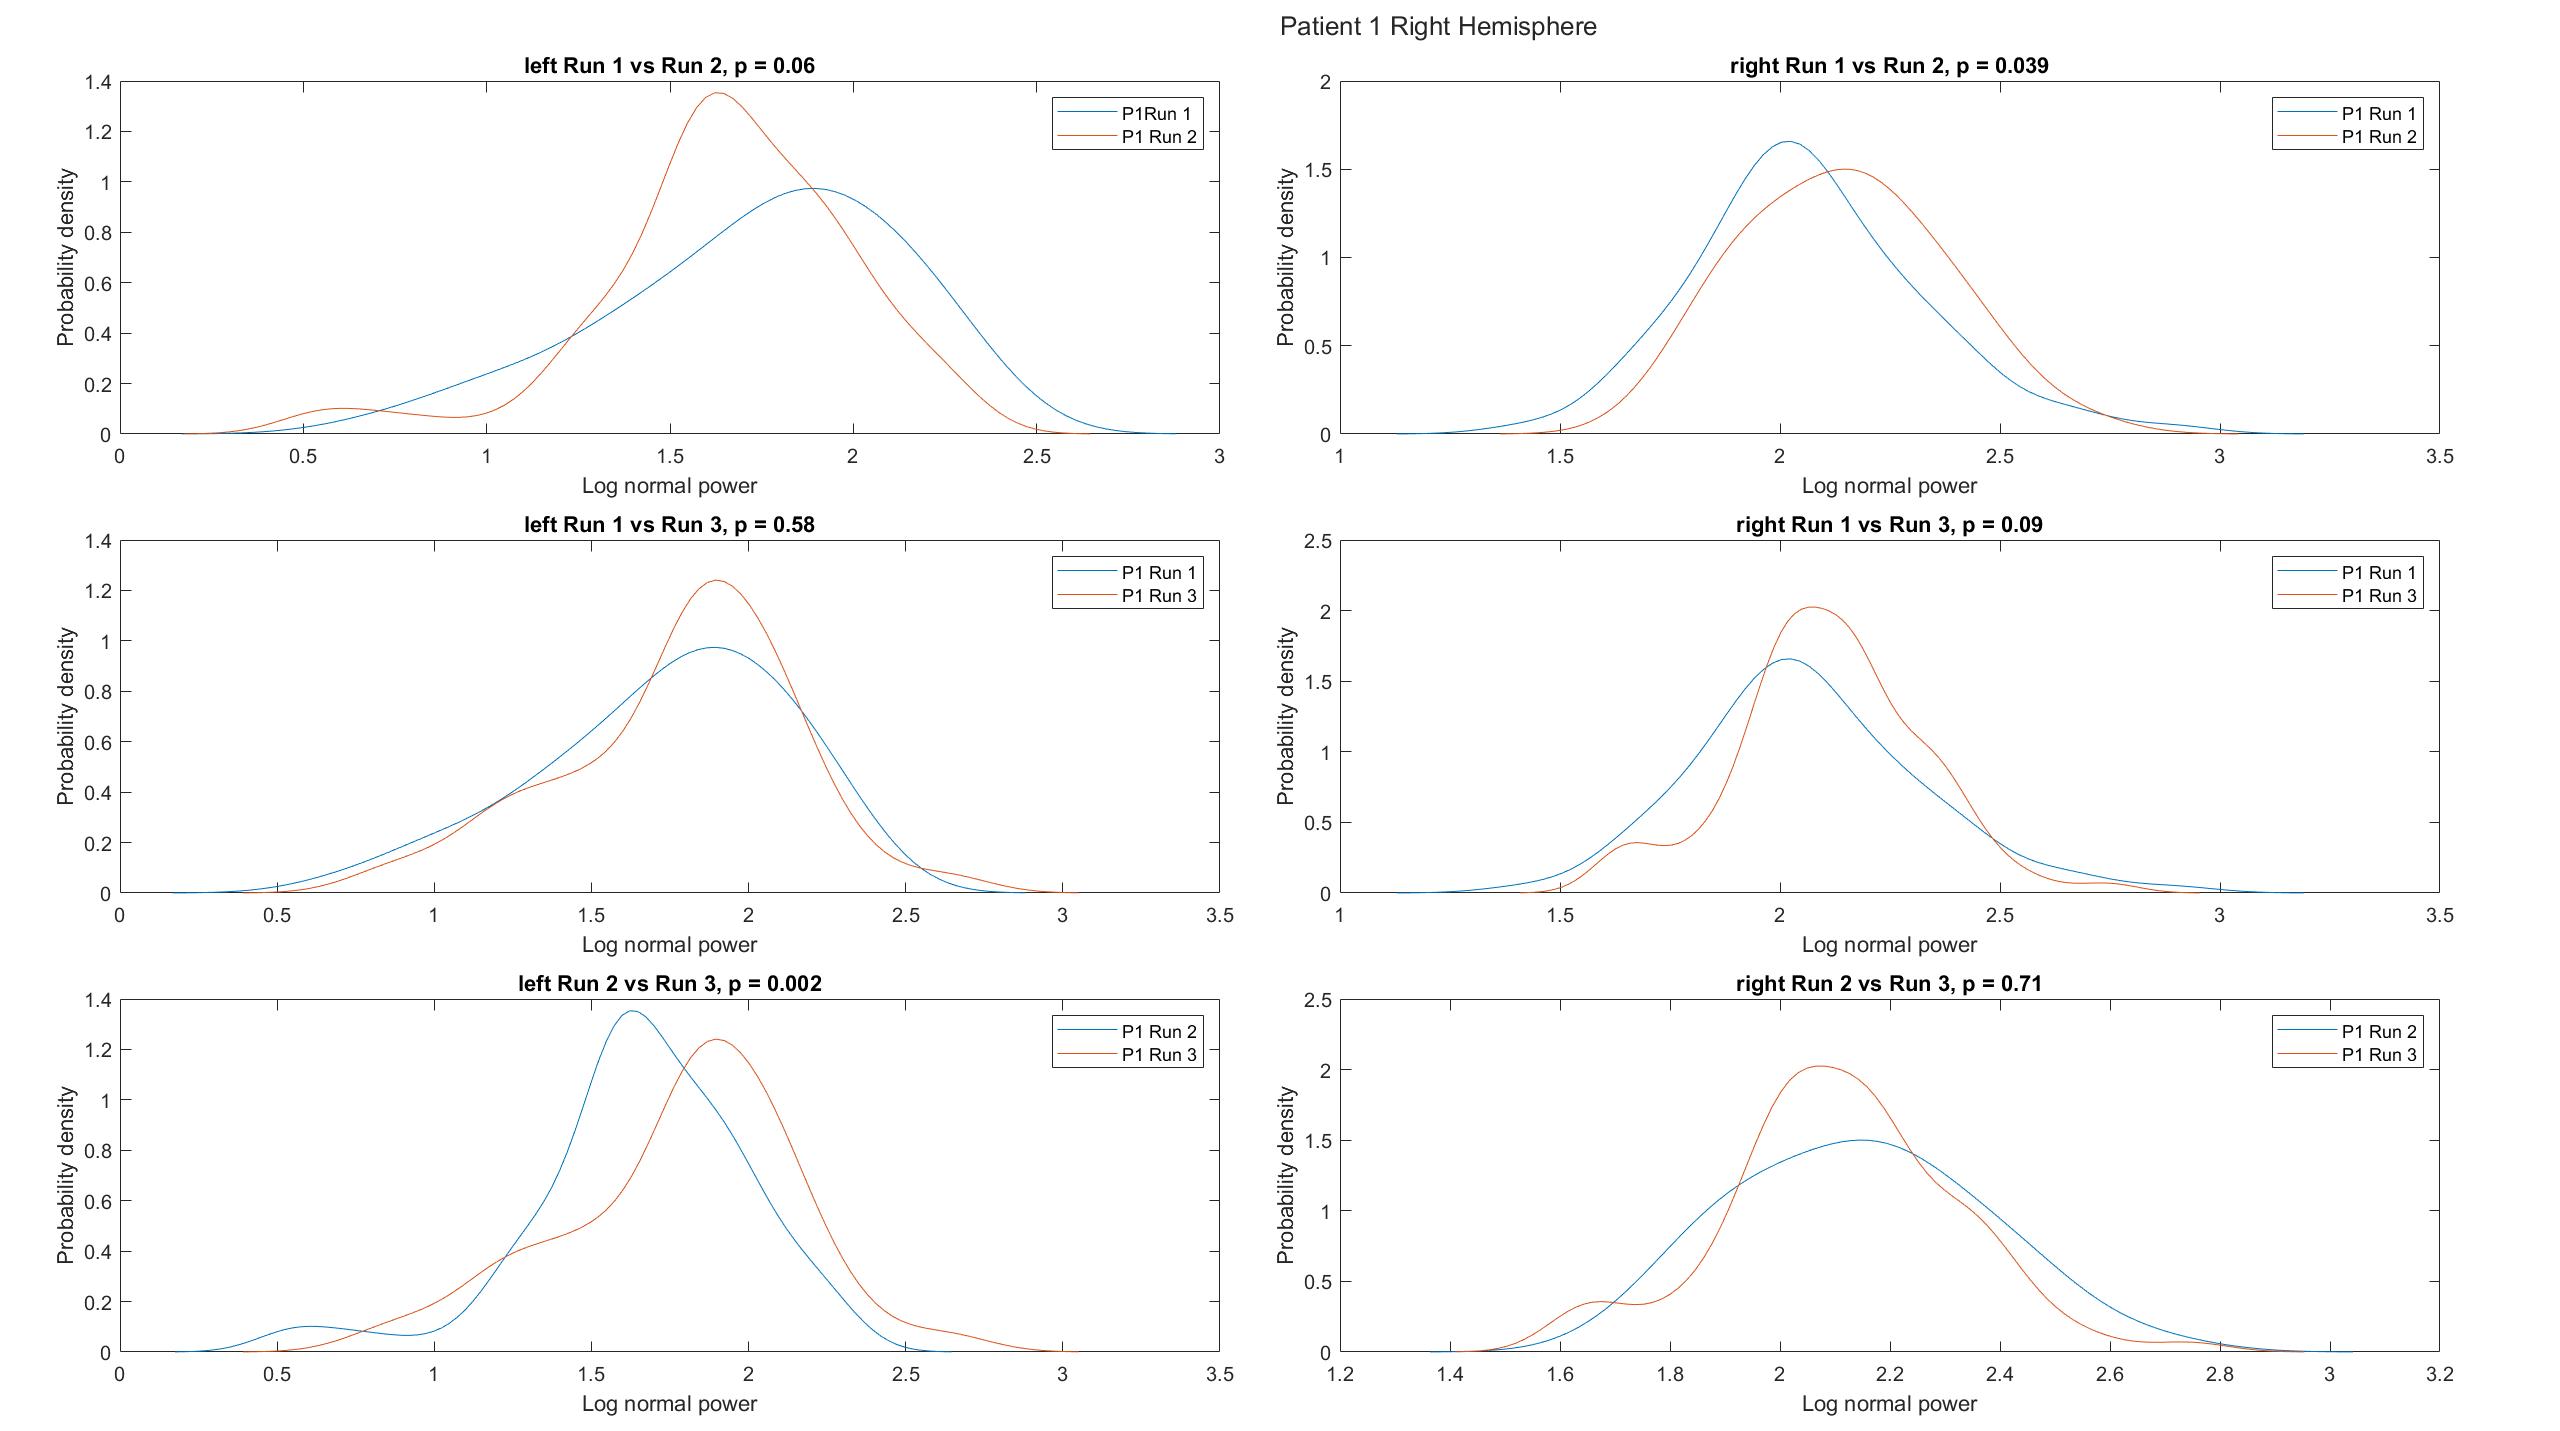 Patient 1 Right Hemisphere
left Run 1 vs Run 2, p = 0.06
1.4
1.2
1
0.8
0.6
0.4
0.2
0
Probability density
P1Run 1
P1 Run 2
0 0.5 1 1.5 2 2.5 3
Log normal power
right Run 1 vs Run 2, p = 0.039
2
1.5
1
0.5
0
Probability density
P1 Run 1
P1 Run 2
1 1.5 2 2.5 3 3.5
Log normal power
left Run 1 vs Run 3, p = 0.58
1.4
1.2
1
0.8
0.6
0.4
0.2
0
Probability density
P1 Run 1
P1 Run 3
0 0.5 1 1.5 2 2.5 3 3.5
Log normal power
right Run 1 vs Run 3, p = 0.09
2.5
2
1.5
1
0.5
0
Probability density
P1 Run 1
P1 Run 3
1 1.5 2 2.5 3 3.5
Log normal power
left Run 2 vs Run 3, p = 0.002
1.4
1.2
1
0.8
0.6
0.4
0.2
0
Probability density
P1 Run 2
P1 Run 3
0 0.5 1 1.5 2 2.5 3 3.5
Log normal power
right Run 2 vs Run 3, p = 0.71
2.5
2
1.5
1
0.5
0
Probability density
P1 Run 2
P1 Run 3
1.2 1.4 1.6 1.8 2 2.2 2.4 2.6 2.8 3 3.2
Log normal power